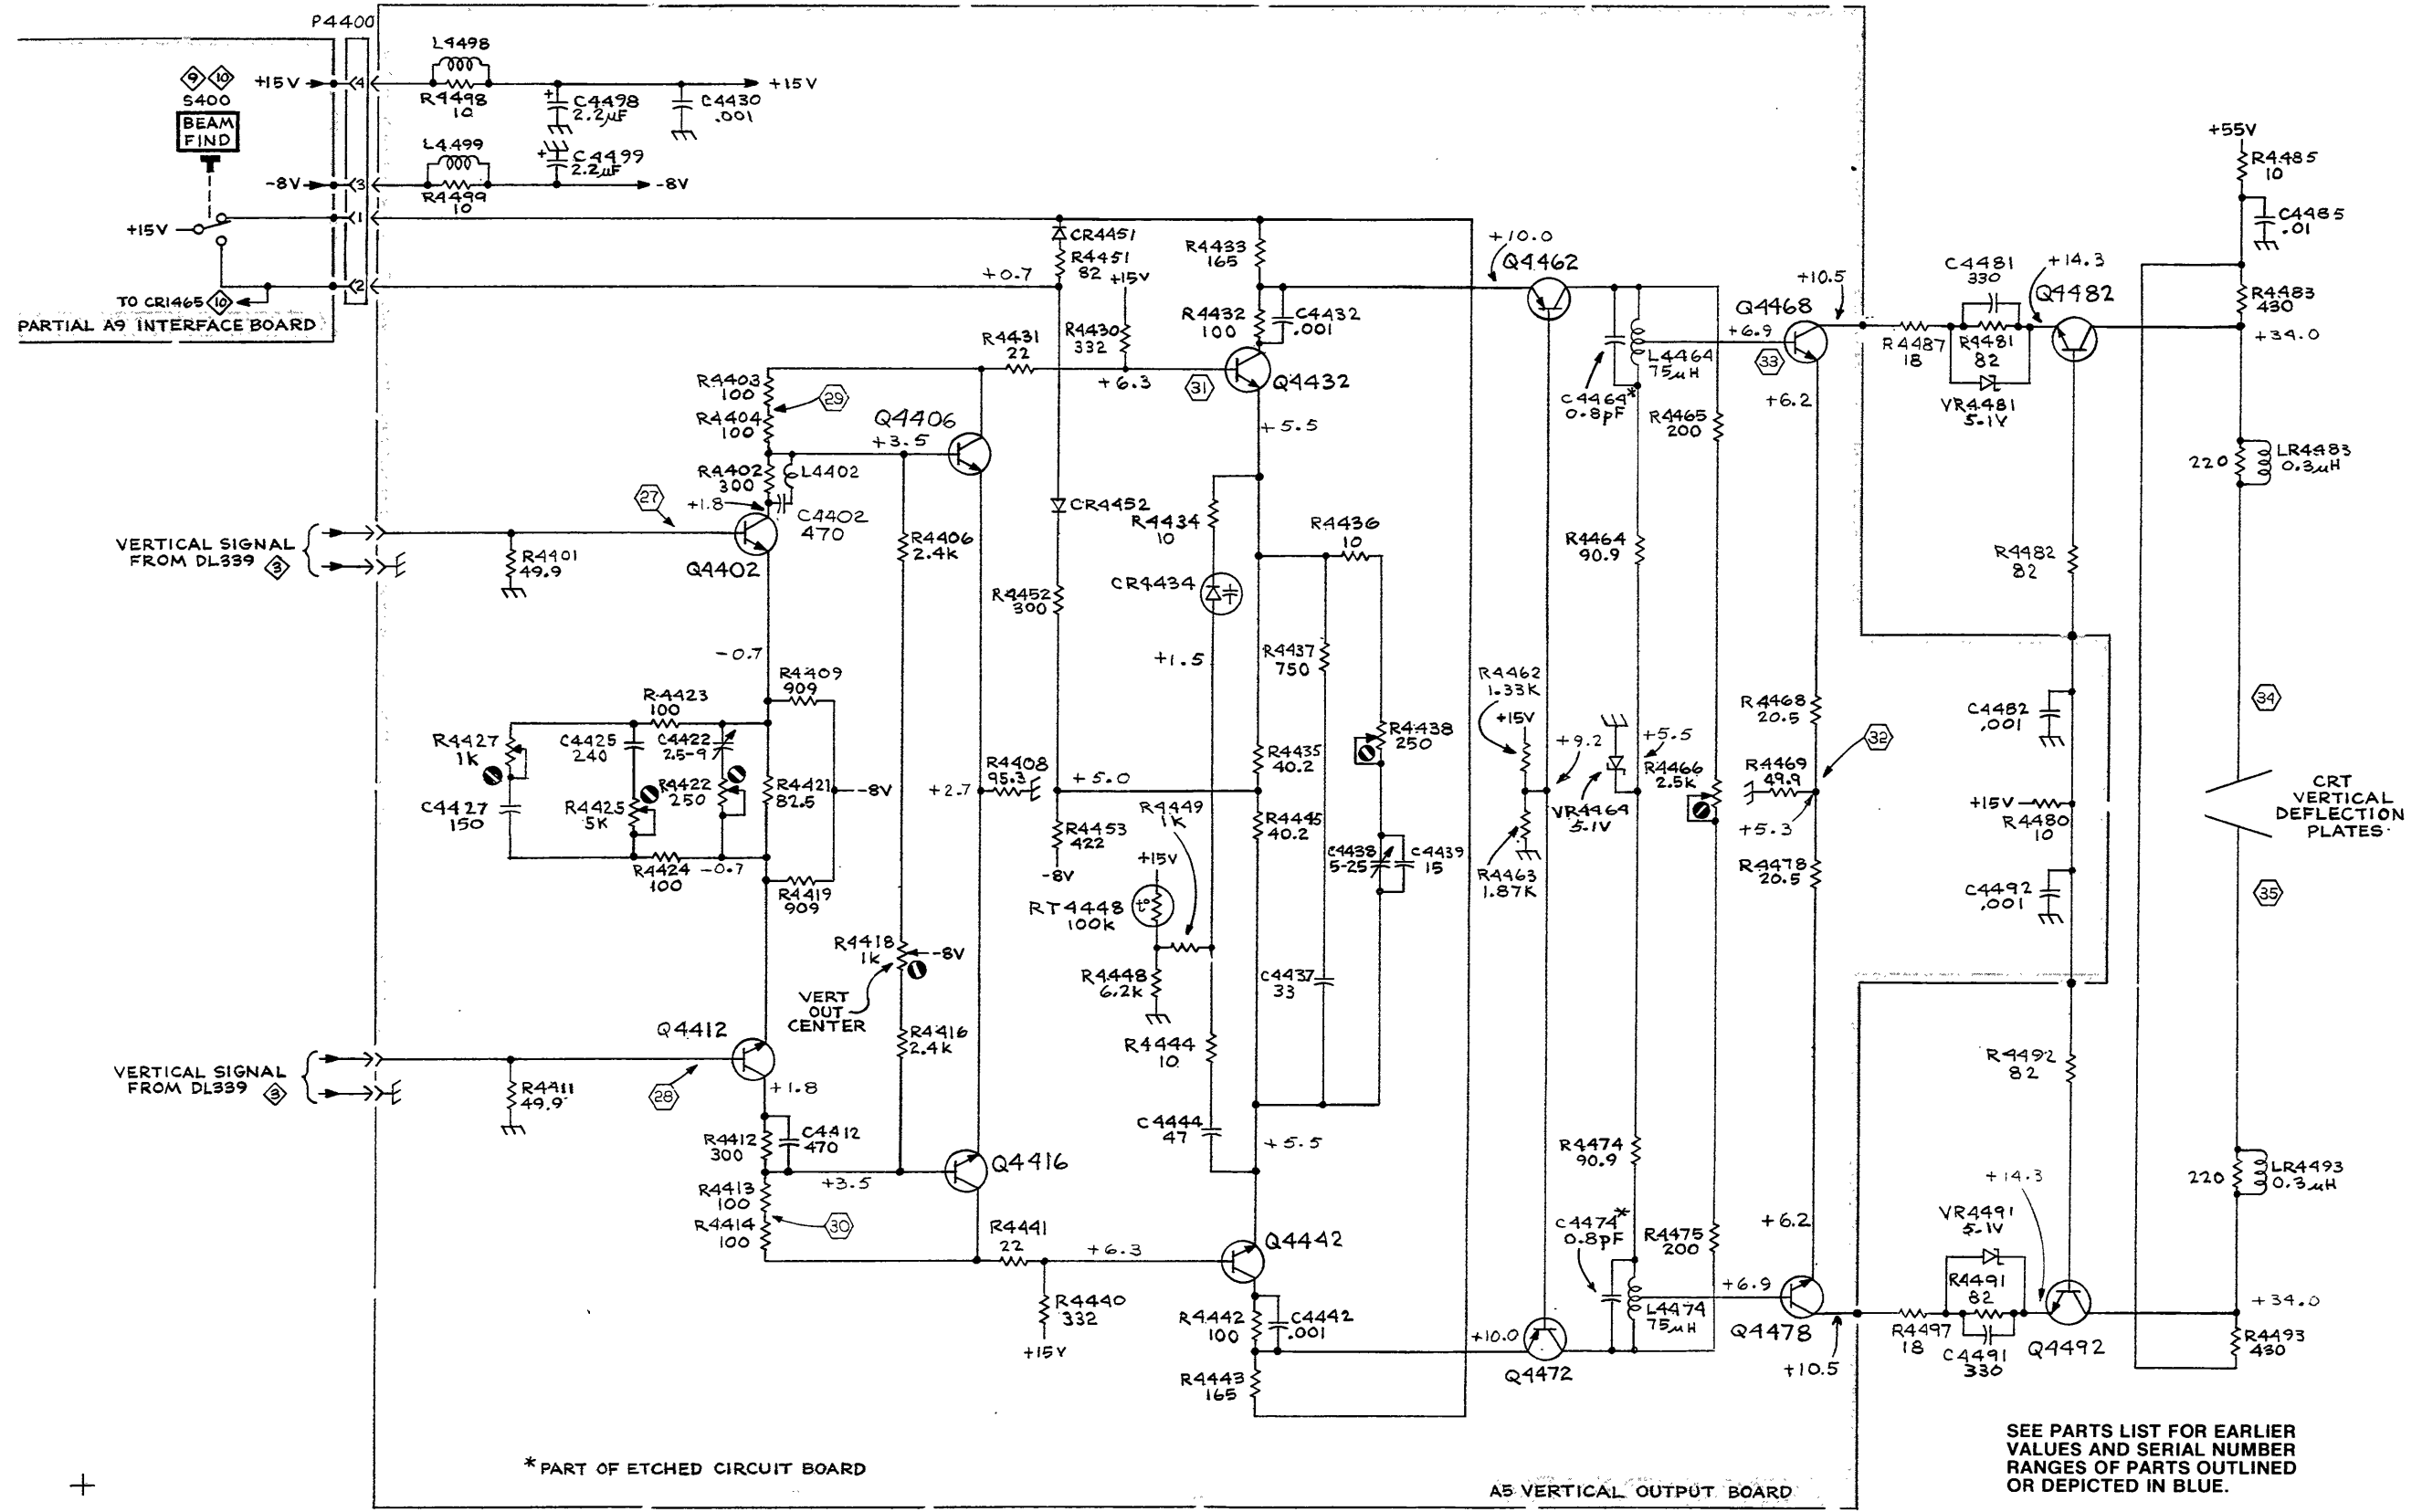 P4400
L4498
+15V
4
+15V
R4498
10
C4498
2.2µF
C4430
.001
9 10
S400
BEAM
FIND
L4499
C4499
2.2µF
-8V
3
-8V
R4499
10
1
+15V
2
TO CR1465 10
PARTIAL A9 INTERFACE BOARD
CR4451
R4451
82
+15V
+0.7
R4430
332
R4433
165
R4432
100
C4432
.001
+10.0
Q4462
+55V
R4485
10
C4485
.01
C4481
330
+14.3
Q4482
R4483
430
+34.0
+10.5
Q4468
+6.9
33
+6.2
R4487
18
R4481
82
VR4481
5.1V
R4431
22
+6.3
31
Q4432
+5.5
R4403
100
29
R4404
100
Q4406
+3.5
R4402
300
L4402
+1.8
C4402
470
C4464*
0.8pF
L4464
75µH
R4465
200
220
LR4483
0.3µH
27
VERTICAL SIGNAL
FROM DL339 3
R4401
49.9
Q4402
R4406
2.4K
CR4452
R4434
10
R4436
10
R4464
90.9
R4482
82
CR4434
R4452
300
-0.7
+1.5
R4437
750
R4409
909
R4423
100
R4427
1K
C4425
240
C4422
2.5-9
R4425
5K
R4422
250
R4421
82.5
-8V
C4427
150
R4424
100
-0.7
R4419
909
+2.7
R4408
95.3
+5.0
R4435
40.2
R4438
250
R4462
1.33K
+15V
+9.2
+5.5
R4466
2.5K
VR4464
5.1V
R4468
20.5
32
R4469
49.9
+5.3
R4478
20.5
C4482
.001
34
+15V
R4480
10
CRT
VERTICAL
DEFLECTION
PLATES
R4449
1K
R4445
40.2
R4453
422
-8V
+15V
RT4448
100K
t°
C4438
5-25
C4439
15
R4463
1.87K
C4492
.001
35
R4418
1K
-8V
VERT
OUT
CENTER
R4448
6.2K
C4437
33
Q4412
R4416
2.4K
R4444
10
R4492
82
VERTICAL SIGNAL
FROM DL339 3
R4411
49.9
28
+1.8
C4444
47
+5.5
R4474
90.9
R4412
300
C4412
470
+3.5
Q4416
R4413
100
R4414
100
30
220
LR4493
0.3µH
+14.3
R4441
22
+6.3
Q4442
C4474*
0.8pF
R4475
200
+6.2
VR4491
5.1V
R4440
332
+15V
R4442
100
C4442
.001
+10.0
Q4472
L4474
75µH
+6.9
Q4478
+10.5
R4491
82
R4497
18
C4491
330
Q4492
+34.0
R4493
430
R4443
165
*PART OF ETCHED CIRCUIT BOARD
A5 VERTICAL OUTPUT BOARD
SEE PARTS LIST FOR EARLIER
VALUES AND SERIAL NUMBER
RANGES OF PARTS OUTLINED
OR DEPICTED IN BLUE.